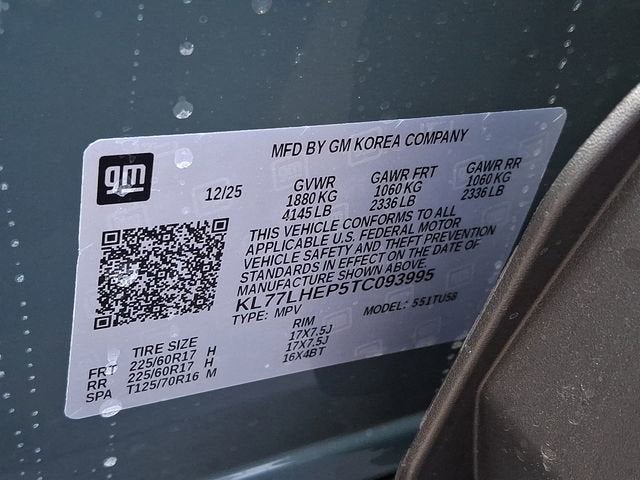 MFD BY GM KOREA COMPANY
gm
12/25
GVWR GAWR FRT GAWR RR
1880 KG 1060 KG 1060 KG
4145 LB 2336 LB 2336 LB
THIS VEHICLE CONFORMS TO ALL
APPLICABLE U.S. FEDERAL MOTOR
VEHICLE SAFETY AND THEFT PREVENTION
STANDARDS IN EFFECT ON THE DATE OF
MANUFACTURE SHOWN ABOVE.
KL77LHEP5TC093995
TYPE: MPV MODEL: 551TU58
TIRE SIZE RIM
FRT 225/60R17 H 17X7.5J
RR 225/60R17 H 17X7.5J
SPA T125/70R16 M 16X4BT